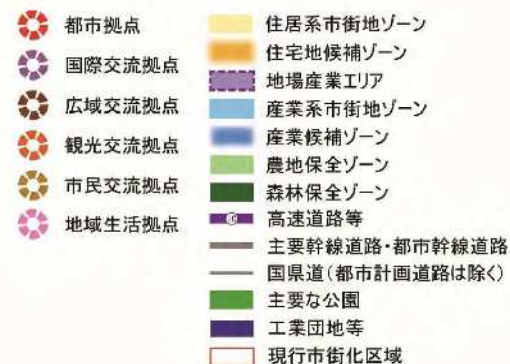 都市拠点
国際交流拠点
広域交流拠点
観光交流拠点
市民交流拠点
地域生活拠点
住居系市街地ゾーン
住宅地候補ゾーン
地場産業エリア
産業系市街地ゾーン
産業候補ゾーン
農地保全ゾーン
森林保全ゾーン
高速道路等
主要幹線道路・都市幹線道路
国県道(都市計画道路は除く)
主要な公園
工業団地等
現行市街化区域